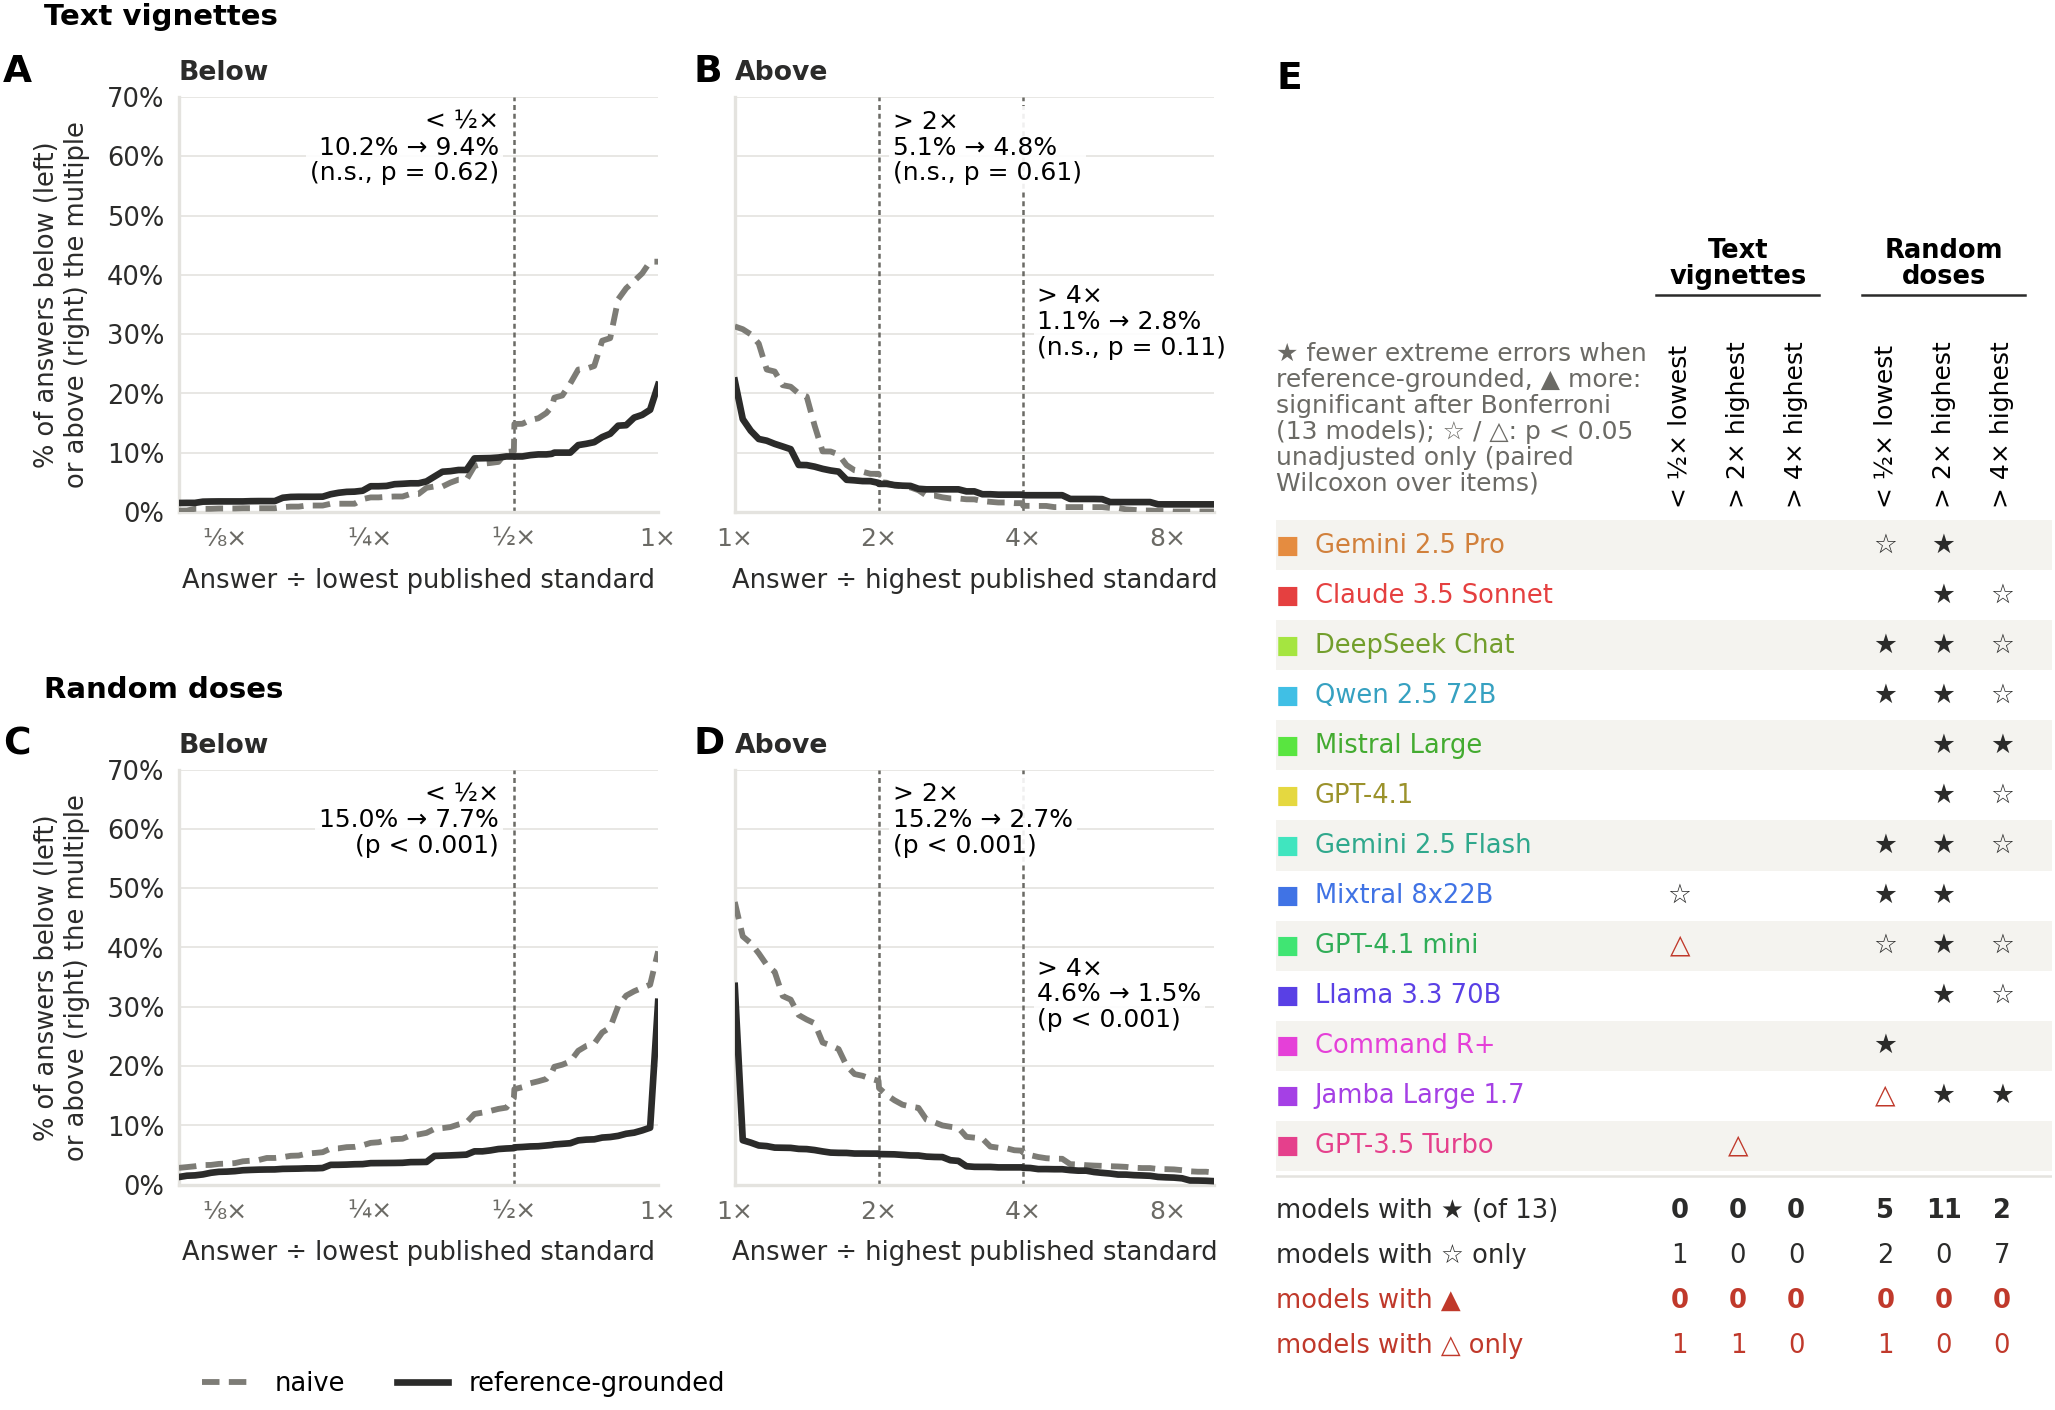 Text vignettes
A
Below
70%
60%
50%
40%
30%
20%
10%
0%
% of answers below (left)
or above (right) the multiple
< ½×
10.2% → 9.4%
(n.s., p = 0.62)
⅛×
¼×
½×
1×
Answer ÷ lowest published standard
B
Above
> 2×
5.1% → 4.8%
(n.s., p = 0.61)
> 4×
1.1% → 2.8%
(n.s., p = 0.11)
1×
2×
4×
8×
Answer ÷ highest published standard
Random doses
C
Below
70%
60%
50%
40%
30%
20%
10%
0%
% of answers below (left)
or above (right) the multiple
< ½×
15.0% → 7.7%
(p < 0.001)
⅛×
¼×
½×
1×
Answer ÷ lowest published standard
D
Above
> 2×
15.2% → 2.7%
(p < 0.001)
> 4×
4.6% → 1.5%
(p < 0.001)
1×
2×
4×
8×
Answer ÷ highest published standard
naive
reference-grounded
E
Text
vignettes
Random
doses
★ fewer extreme errors when
reference-grounded, ▲ more:
significant after Bonferroni
(13 models); ☆ / △: p < 0.05
unadjusted only (paired
Wilcoxon over items)
< ½× lowest
> 2× highest
> 4× highest
< ½× lowest
> 2× highest
> 4× highest
Gemini 2.5 Pro ☆ ★
Claude 3.5 Sonnet ★ ☆
DeepSeek Chat ★ ★ ☆
Qwen 2.5 72B ★ ★ ☆
Mistral Large ★ ★
GPT-4.1 ★ ☆
Gemini 2.5 Flash ★ ★ ☆
Mixtral 8x22B ☆ ★ ★
GPT-4.1 mini △ ☆ ★ ☆
Llama 3.3 70B ★ ☆
Command R+ ★
Jamba Large 1.7 △ ★ ★
GPT-3.5 Turbo △
models with ★ (of 13) 0 0 0 5 11 2
models with ☆ only 1 0 0 2 0 7
models with ▲ 0 0 0 0 0 0
models with △ only 1 1 0 1 0 0